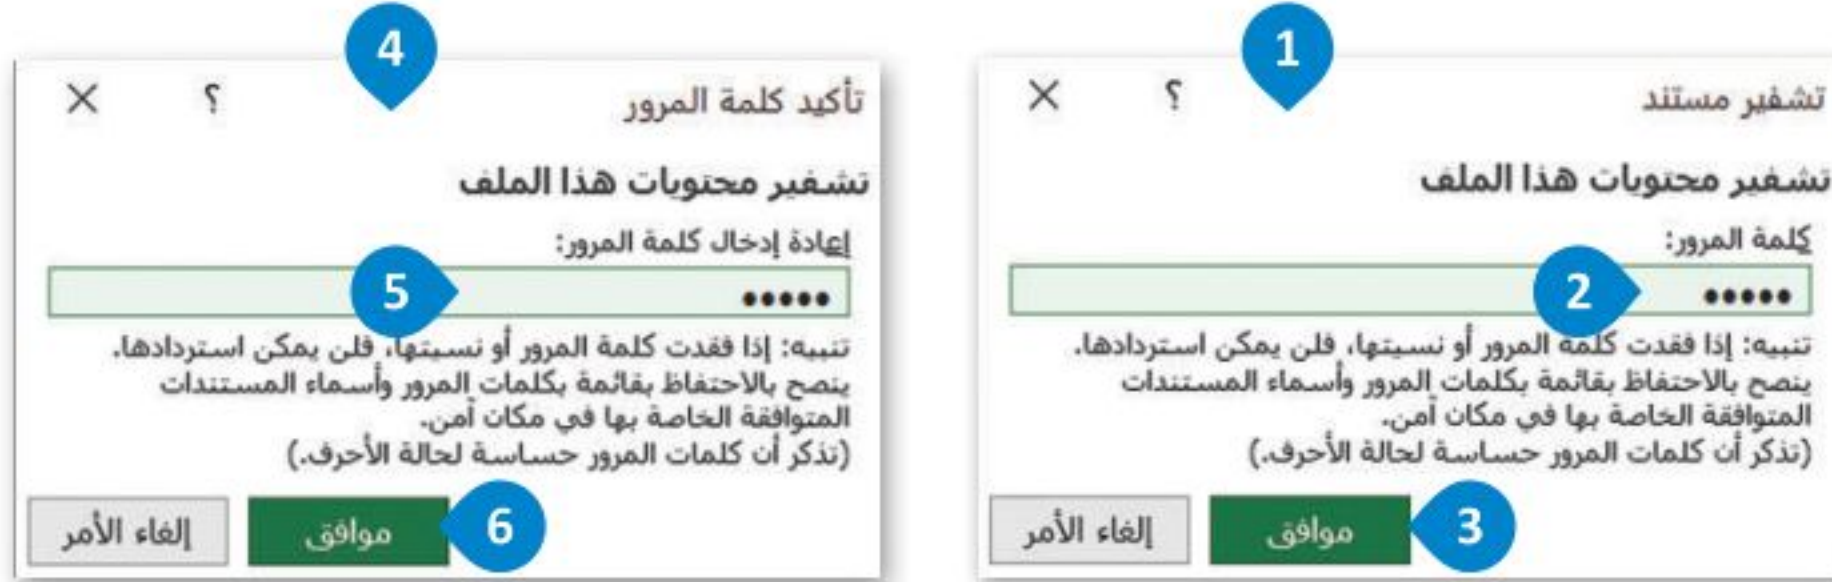 1
تشفير مستند
؟
تشفير محتويات هذا الملف
كلمة المرور:
2
•••••
تنبيه: إذا فقدت كلمة المرور أو نسيتها، فلن يمكن استردادها.
ينصح بالاحتفاظ بقائمة بكلمات المرور وأسماء المستندات
المتوافقة الخاصة بها في مكان آمن.
(تذكر أن كلمات المرور حساسة لحالة الأحرف.)
3
موافق
إلغاء الأمر
4
تأكيد كلمة المرور
؟
تشفير محتويات هذا الملف
إعادة إدخال كلمة المرور:
5
•••••
تنبيه: إذا فقدت كلمة المرور أو نسيتها، فلن يمكن استردادها.
ينصح بالاحتفاظ بقائمة بكلمات المرور وأسماء المستندات
المتوافقة الخاصة بها في مكان آمن.
(تذكر أن كلمات المرور حساسة لحالة الأحرف.)
6
موافق
إلغاء الأمر